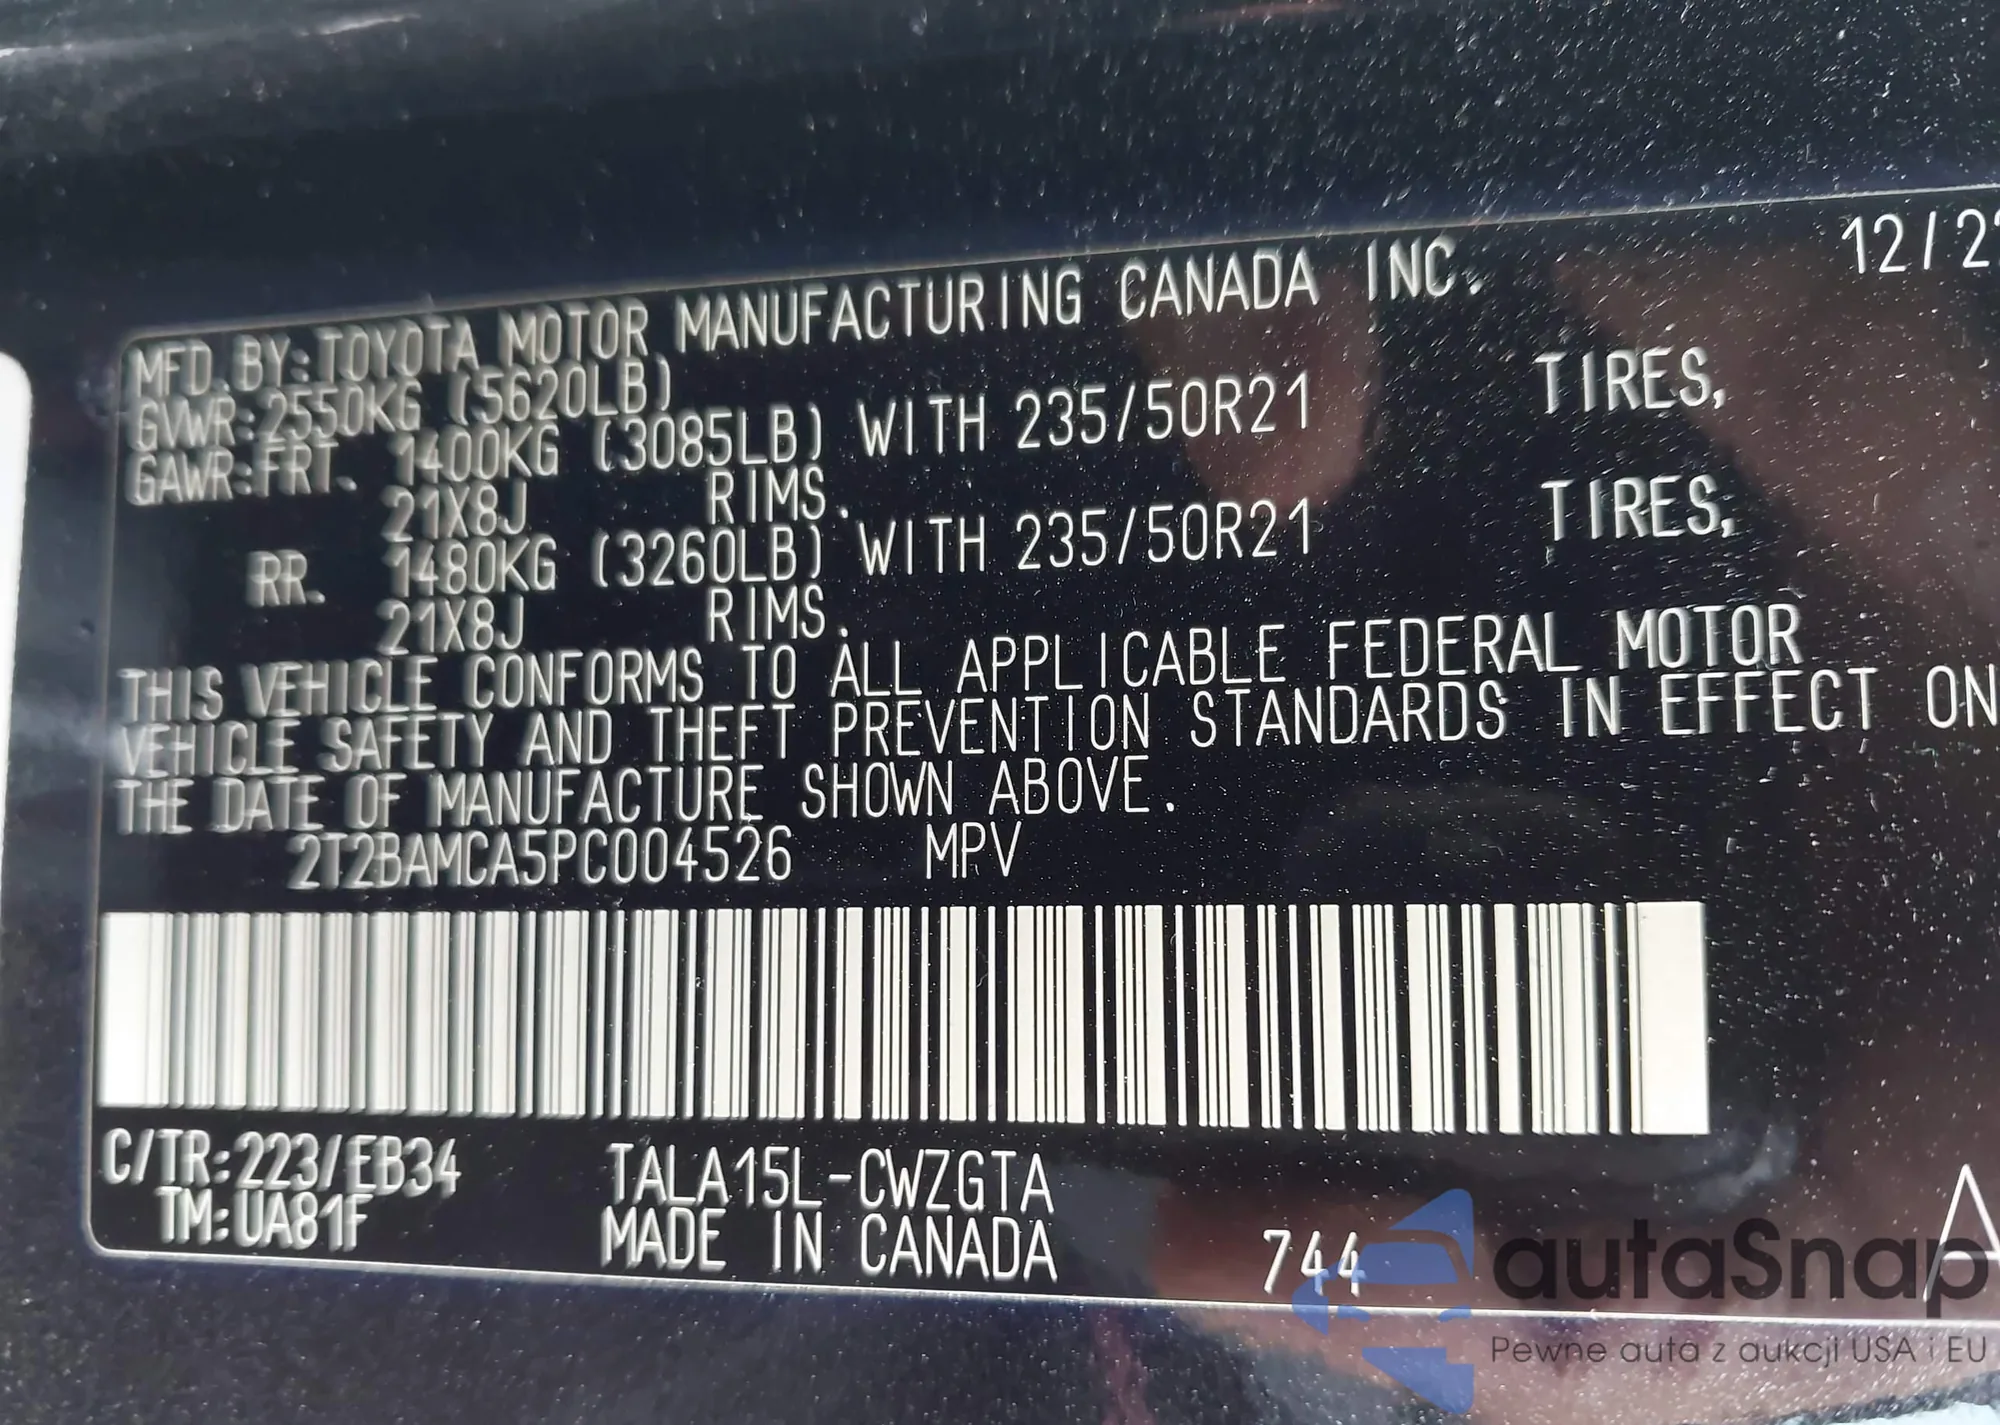 12/22
MFD. BY: TOYOTA MOTOR MANUFACTURING CANADA INC.
GVWR: 2550KG (5620LB)
GAWR: FRT. 1400KG (3085LB) WITH 235/50R21 TIRES,
21X8J RIMS.
RR. 1480KG (3260LB) WITH 235/50R21 TIRES,
21X8J RIMS.
THIS VEHICLE CONFORMS TO ALL APPLICABLE FEDERAL MOTOR
VEHICLE SAFETY AND THEFT PREVENTION STANDARDS IN EFFECT ON
THE DATE OF MANUFACTURE SHOWN ABOVE.
2T2BAMCA5PC004526 MPV
C/TR: 223/EB34 TALA15L-CWZGTA
TM: UA81F MADE IN CANADA 744
autaSnap
Pewne auta z aukcji USA i EU